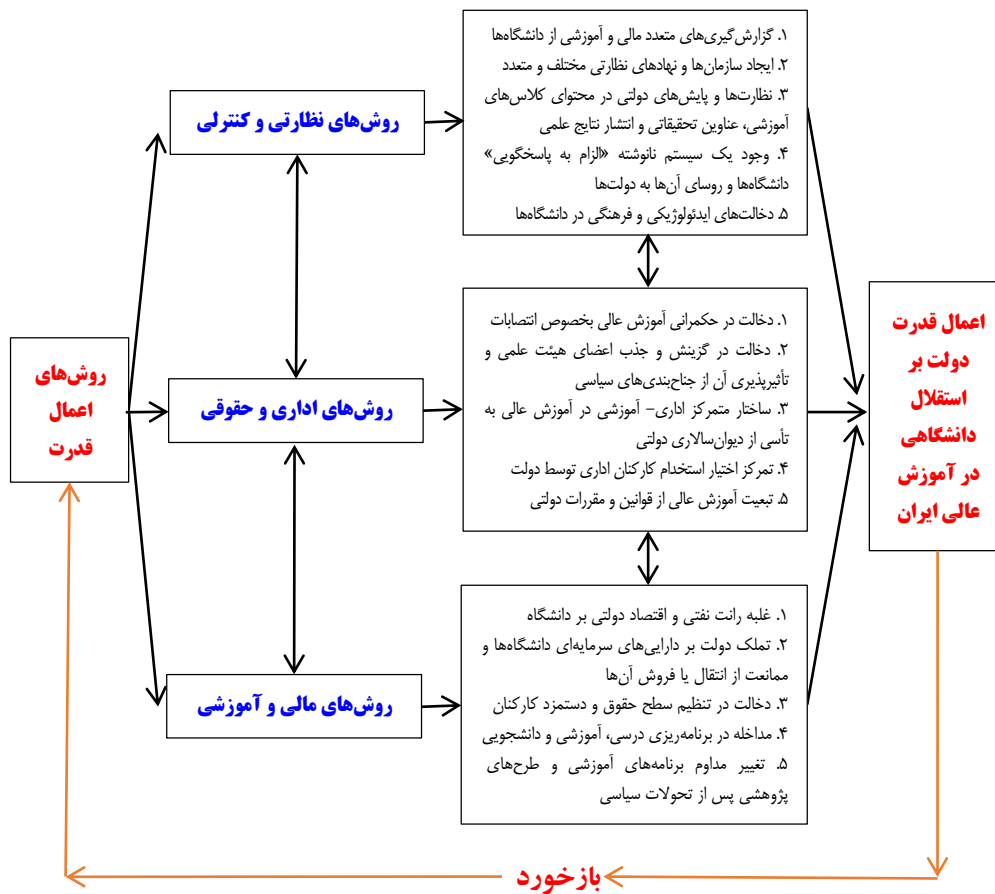 ۱. گزارش‌گیری‌های متعدد مالی و آموزشی از دانشگاه‌ها
۲. ایجاد سازمان‌ها و نهادهای نظارتی مختلف و متعدد
۳. نظارت‌ها و پایش‌های دولتی در محتوای کلاس‌های
آموزشی، عناوین تحقیقاتی و انتشار نتایج علمی
۴. وجود یک سیستم نانوشته «الزام به پاسخگویی»
دانشگاه‌ها و روسای آن‌ها به دولت‌ها
۵. دخالت‌های ایدئولوژیکی و فرهنگی در دانشگاه‌ها
روش‌های نظارتی و کنترلی
اعمال قدرت
دولت بر
استقلال
دانشگاهی
در آموزش
عالی ایران
۱. دخالت در حکمرانی آموزش عالی بخصوص انتصابات
۲. دخالت در گزینش و جذب اعضای هیئت علمی و
تأثیرپذیری آن از جناح‌بندی‌های سیاسی
۳. ساختار متمرکز اداری- آموزشی در آموزش عالی به
تأسی از دیوان‌سالاری دولتی
۴. تمرکز اختیار استخدام کارکنان اداری توسط دولت
۵. تبعیت آموزش عالی از قوانین و مقررات دولتی
روش‌های اداری و حقوقی
روش‌های
اعمال
قدرت
۱. غلبه رانت نفتی و اقتصاد دولتی بر دانشگاه
۲. تملک دولت بر دارایی‌های سرمایه‌ای دانشگاه‌ها و
ممانعت از انتقال یا فروش آن‌ها
۳. دخالت در تنظیم سطح حقوق و دستمزد کارکنان
۴. مداخله در برنامه‌ریزی درسی، آموزشی و دانشجویی
۵. تغییر مداوم برنامه‌های آموزشی و طرح‌های
پژوهشی پس از تحولات سیاسی
روش‌های مالی و آموزشی
بازخورد